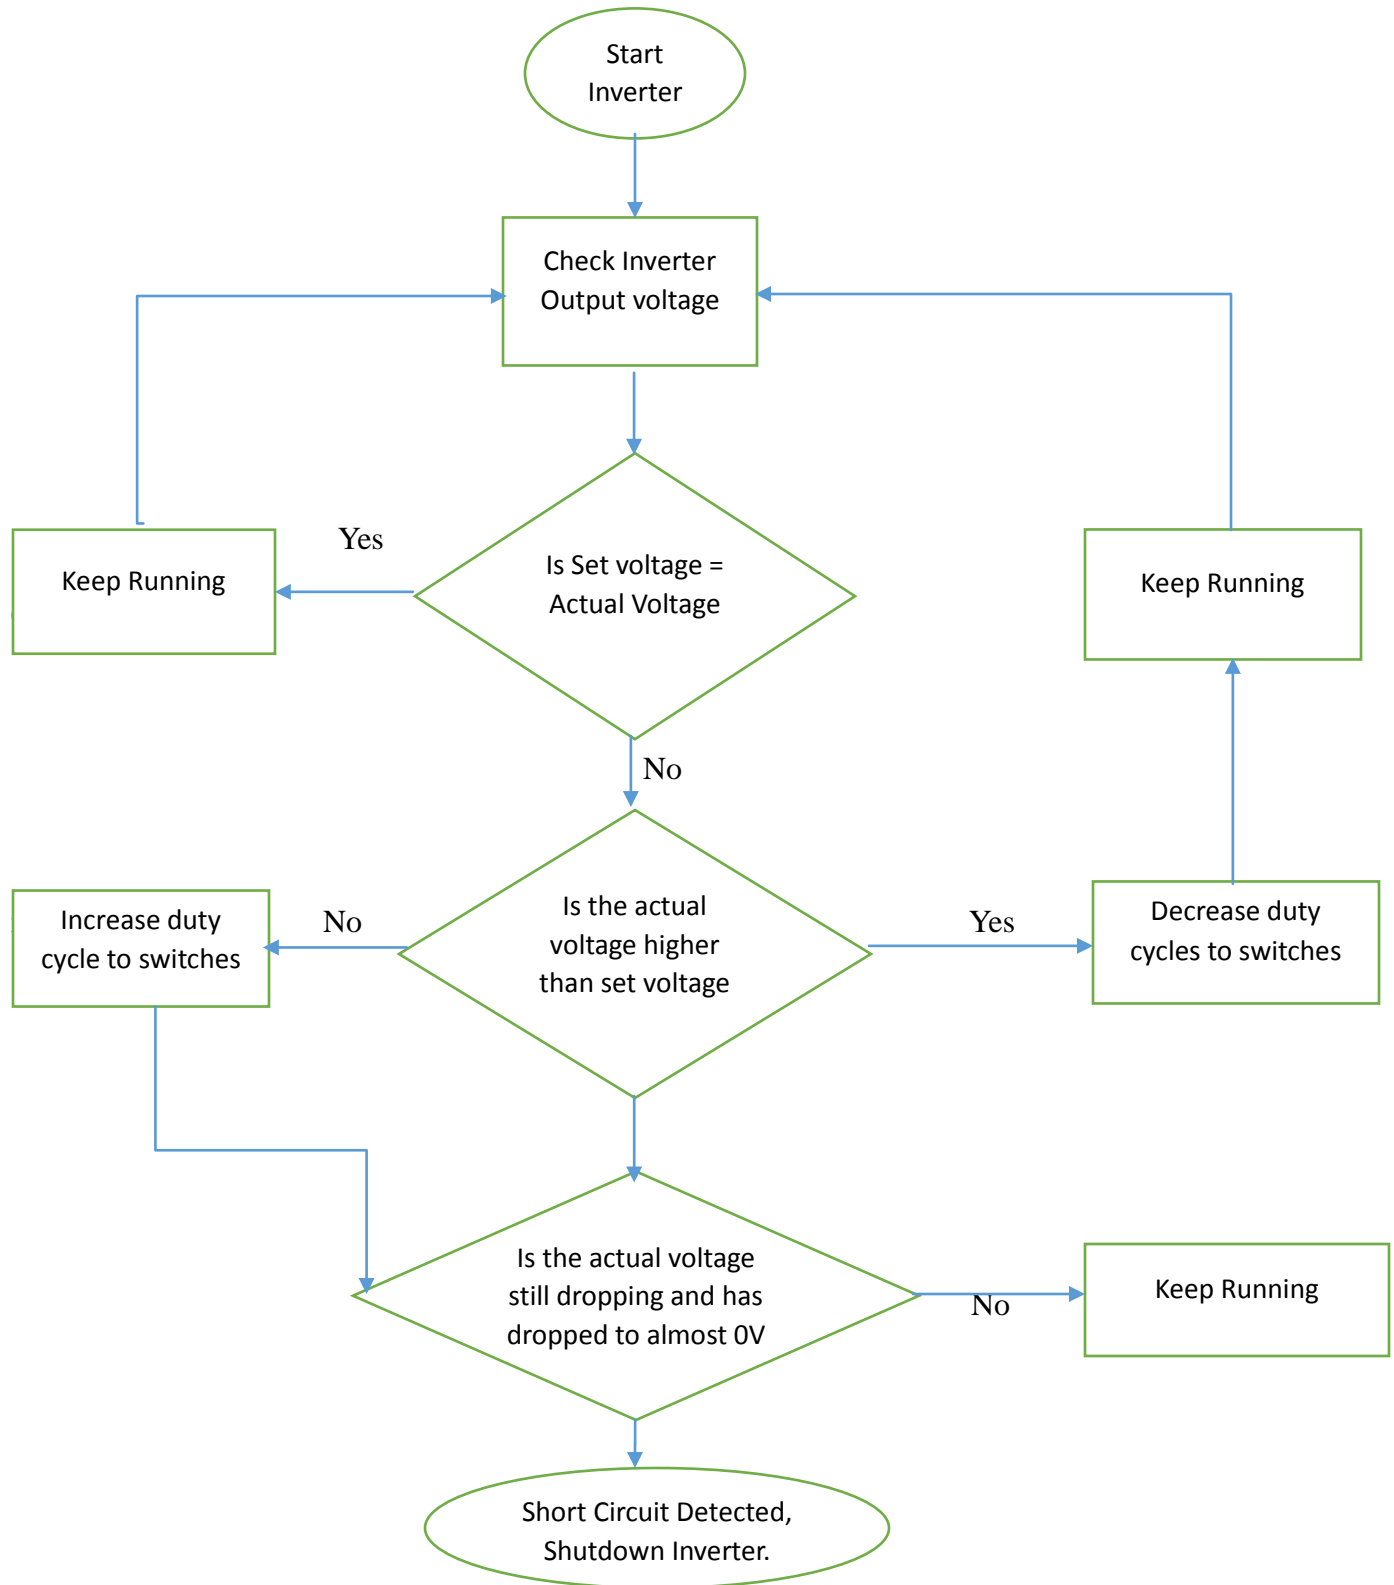 Start
Inverter
Check Inverter
Output voltage
Yes
Is Set voltage =
Actual Voltage
Keep Running
Keep Running
No
Is the actual
voltage higher
than set voltage
No
Increase duty
cycle to switches
Yes
Decrease duty
cycles to switches
Is the actual voltage
still dropping and has
dropped to almost 0V
No
Keep Running
Short Circuit Detected,
Shutdown Inverter.